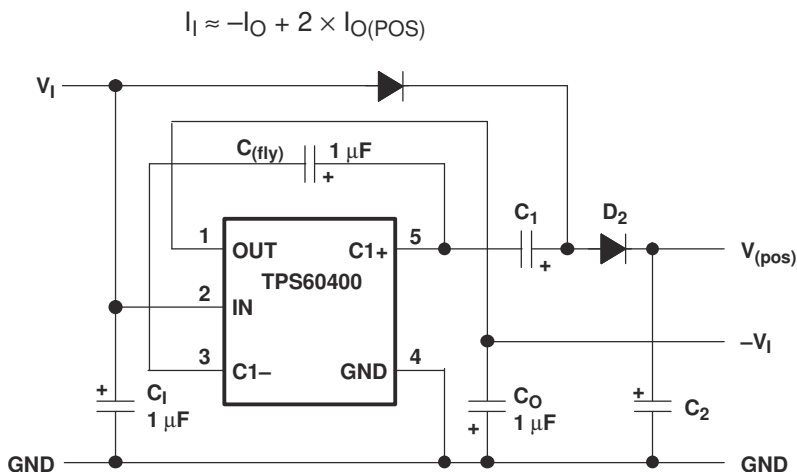 I_I ≈ –I_O + 2 × I_O(POS)
V_I
C_(fly) 1 μF
+
C_1 D_2
1 OUT C1+ 5
+
V_(pos)
TPS60400
2 IN
–V_I
3 C1– GND 4
+ C_I 1 μF
C_O 1 μF +
+ C_2
GND GND